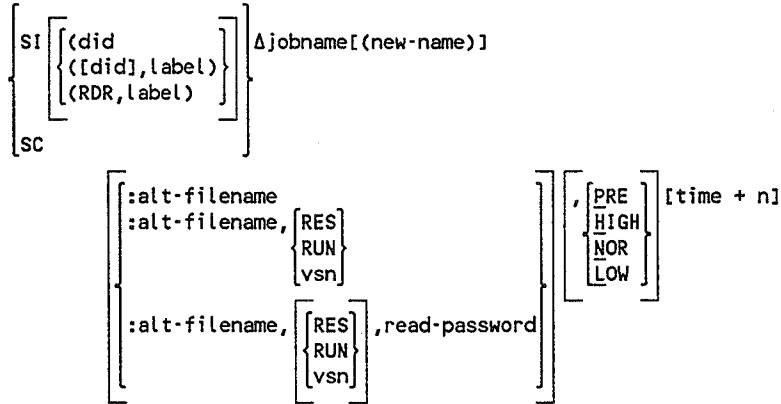 SI (did Δjobname[(new-name)]
([did],label)
(RDR,label)
SC
:alt-filename , PRE [time + n]
:alt-filename, RES HIGH
RUN NOR
vsn LOW
:alt-filename, RES ,read-password
RUN
vsn